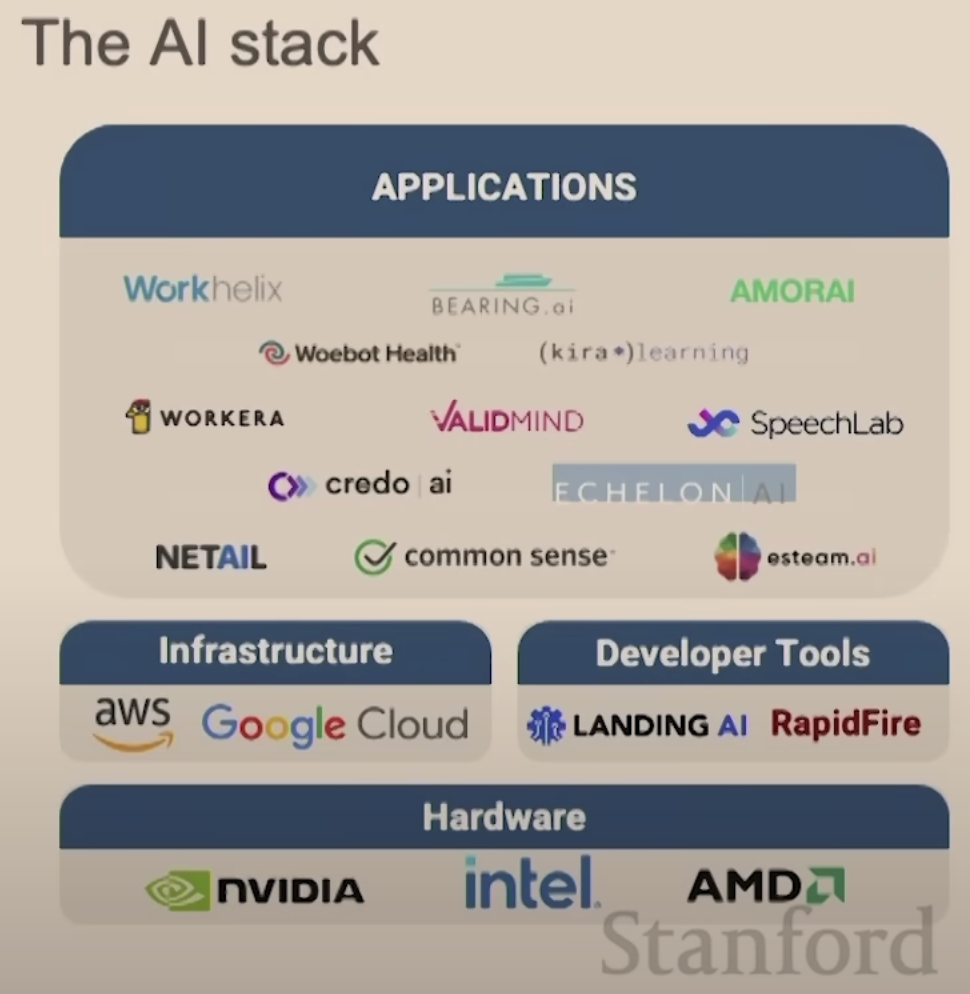 The AI stack
APPLICATIONS
Workhelix BEARING.ai AMORAI
Woebot Health (kira•)learning
WORKERA VALIDMIND SpeechLab
credo | ai ECHELON AI
NETAIL common sense esteam.ai
Infrastructure Developer Tools
aws Google Cloud LANDING AI RapidFire
Hardware
NVIDIA intel. AMD
Stanford